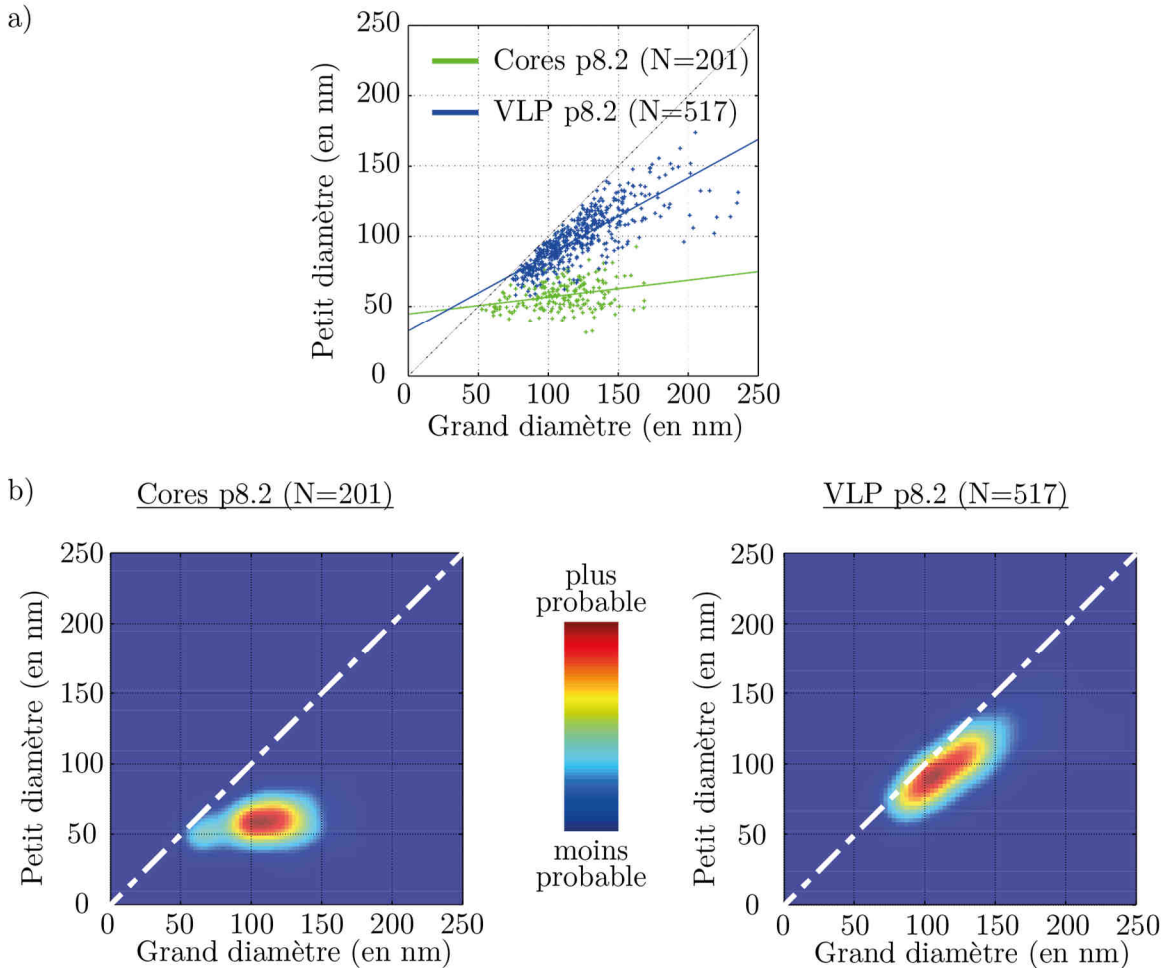 a)
250
200
150
100
50
0
Petit diamètre (en nm)
Cores p8.2 (N=201)
VLP p8.2 (N=517)
0 50 100 150 200 250
Grand diamètre (en nm)
b)
Cores p8.2 (N=201)
250
200
150
100
50
0
Petit diamètre (en nm)
0 50 100 150 200 250
Grand diamètre (en nm)
plus
probable
moins
probable
VLP p8.2 (N=517)
250
200
150
100
50
0
Petit diamètre (en nm)
0 50 100 150 200 250
Grand diamètre (en nm)